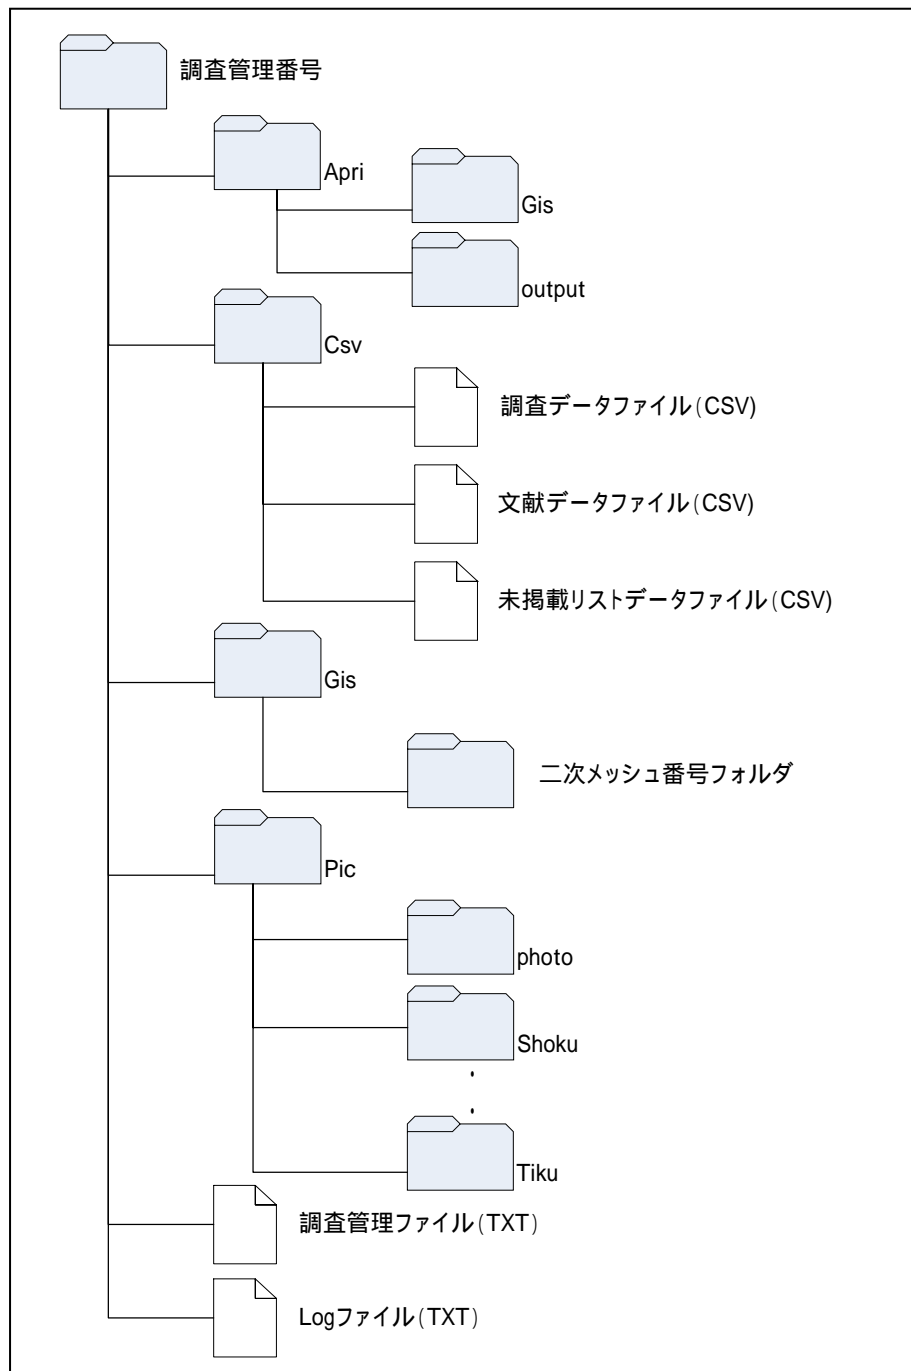 調査管理番号
Apri
Gis
output
Csv
調査データファイル(CSV)
文献データファイル(CSV)
未掲載リストデータファイル(CSV)
Gis
二次メッシュ番号フォルダ
Pic
photo
Shoku
Tiku
調査管理ファイル(TXT)
Logファイル(TXT)